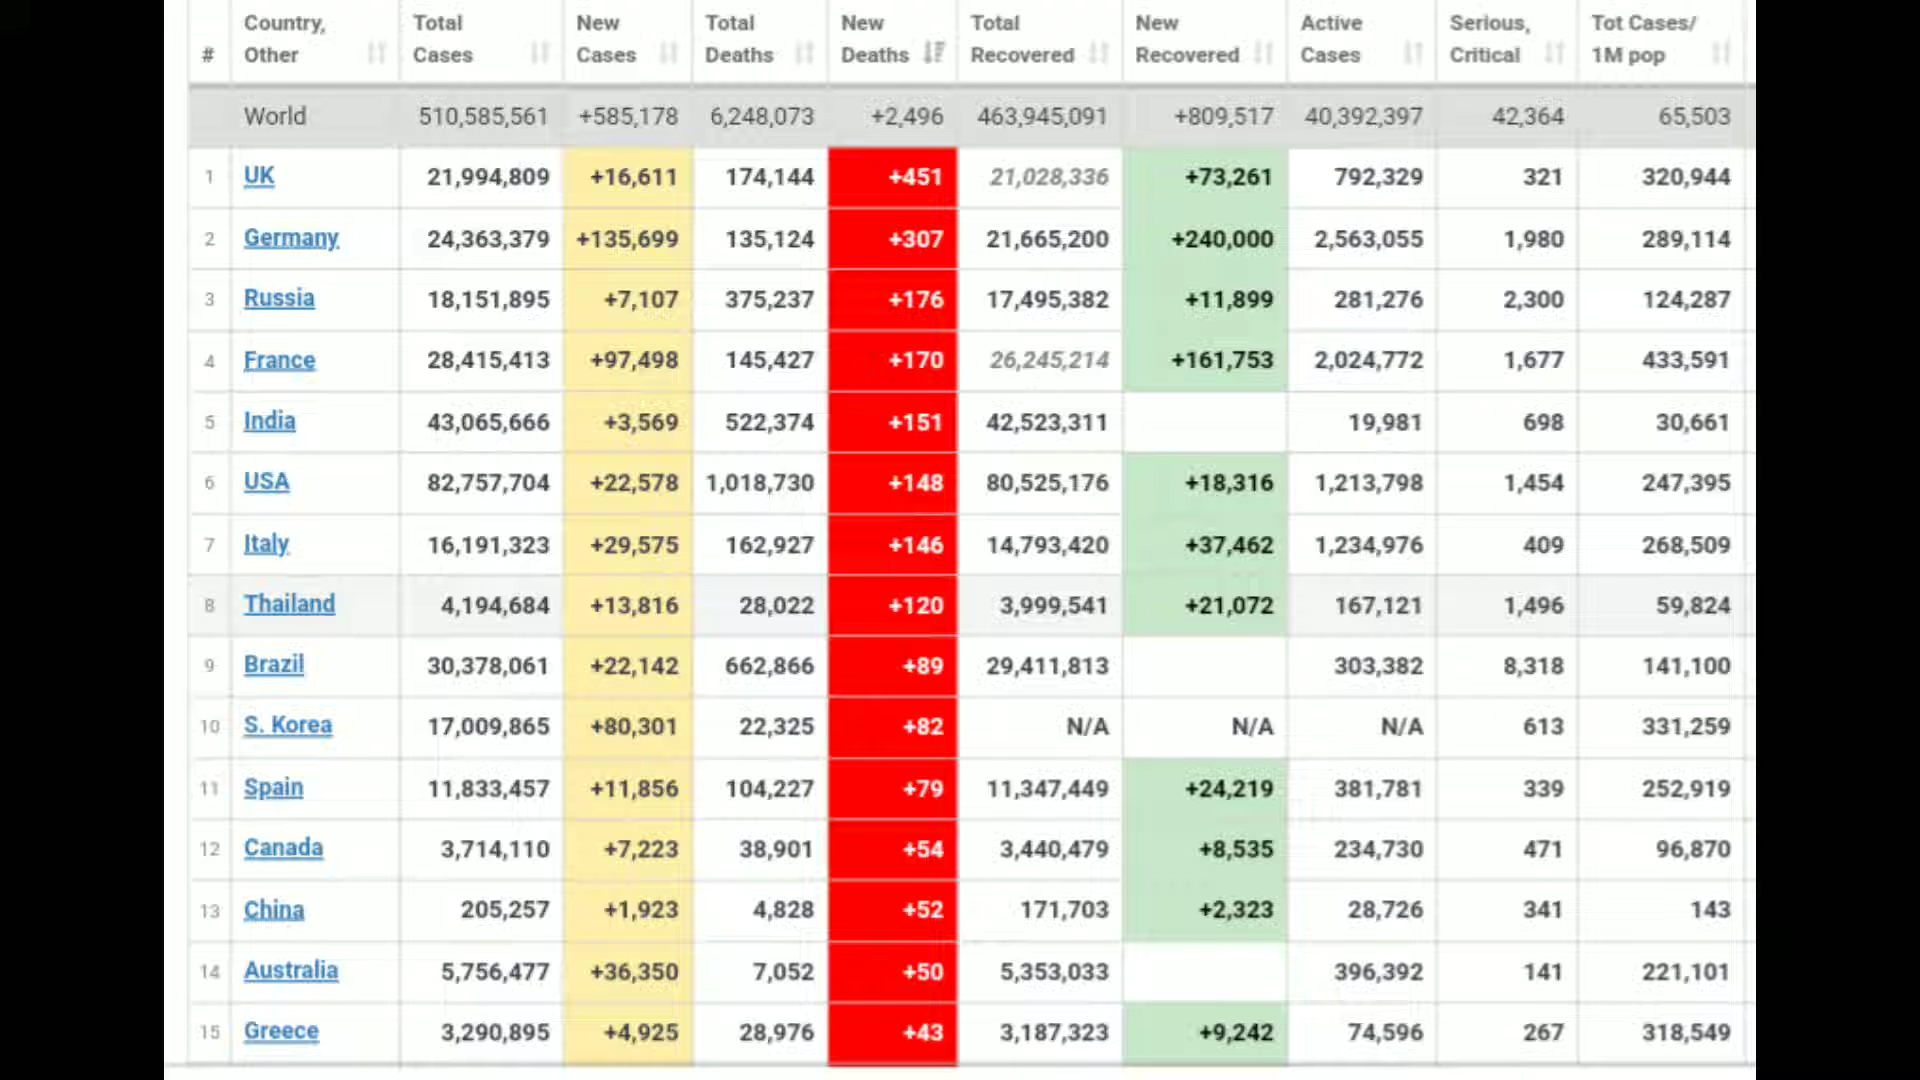 # Country, Other Total Cases New Cases Total Deaths New Deaths Total Recovered New Recovered Active Cases Serious, Critical Tot Cases/ 1M pop
World 510,585,561 +585,178 6,248,073 +2,496 463,945,091 +809,517 40,392,397 42,364 65,503
1 UK 21,994,809 +16,611 174,144 +451 21,028,336 +73,261 792,329 321 320,944
2 Germany 24,363,379 +135,699 135,124 +307 21,665,200 +240,000 2,563,055 1,980 289,114
3 Russia 18,151,895 +7,107 375,237 +176 17,495,382 +11,899 281,276 2,300 124,287
4 France 28,415,413 +97,498 145,427 +170 26,245,214 +161,753 2,024,772 1,677 433,591
5 India 43,065,666 +3,569 522,374 +151 42,523,311 19,981 698 30,661
6 USA 82,757,704 +22,578 1,018,730 +148 80,525,176 +18,316 1,213,798 1,454 247,395
7 Italy 16,191,323 +29,575 162,927 +146 14,793,420 +37,462 1,234,976 409 268,509
8 Thailand 4,194,684 +13,816 28,022 +120 3,999,541 +21,072 167,121 1,496 59,824
9 Brazil 30,378,061 +22,142 662,866 +89 29,411,813 303,382 8,318 141,100
10 S. Korea 17,009,865 +80,301 22,325 +82 N/A N/A N/A 613 331,259
11 Spain 11,833,457 +11,856 104,227 +79 11,347,449 +24,219 381,781 339 252,919
12 Canada 3,714,110 +7,223 38,901 +54 3,440,479 +8,535 234,730 471 96,870
13 China 205,257 +1,923 4,828 +52 171,703 +2,323 28,726 341 143
14 Australia 5,756,477 +36,350 7,052 +50 5,353,033 396,392 141 221,101
15 Greece 3,290,895 +4,925 28,976 +43 3,187,323 +9,242 74,596 267 318,549